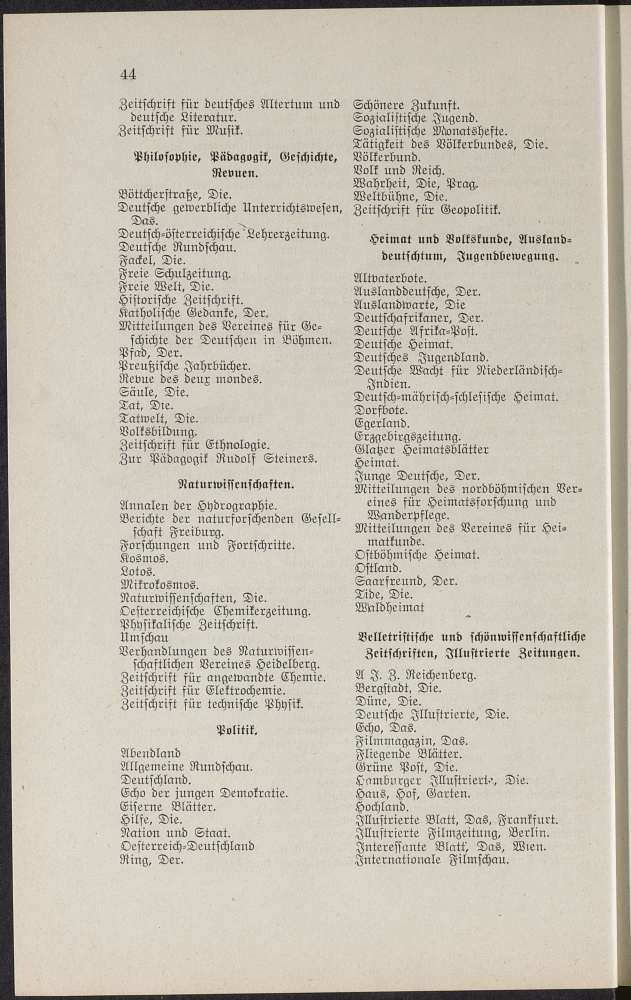 44
Zeitschrift für deutsches Altertum und
deutsche Literatur.
Zeitschrift für Musik.
Philosophie, Pädagogik, Geschichte,
Revuen.
Böttcherstraße, Die.
Deutsche gewerbliche Unterrichtswesen,
Das.
Deutsch-österreichische Lehrerzeitung.
Deutsche Rundschau.
Fackel, Die.
Freie Schulzeitung.
Freie Welt, Die.
Historische Zeitschrift.
Katholische Gedanke, Der.
Mitteilungen des Vereines für Ge-
schichte der Deutschen in Böhmen.
Pfad, Der.
Preußische Jahrbücher.
Revue des deux mondes.
Säule, Die.
Tat, Die.
Tatwelt, Die.
Volksbildung.
Zeitschrift für Ethnologie.
Zur Pädagogik Rudolf Steiners.
Naturwissenschaften.
Annalen der Hydrographie.
Berichte der naturforschenden Gesell-
schaft Freiburg.
Forschungen und Fortschritte.
Kosmos.
Lotos.
Mikrokosmos.
Naturwissenschaften, Die.
Oesterreichische Chemikerzeitung.
Physikalische Zeitschrift.
Umschau
Verhandlungen des Naturwissen-
schaftlichen Vereines Heidelberg.
Zeitschrift für angewandte Chemie.
Zeitschrift für Elektrochemie.
Zeitschrift für technische Physik.
Politik.
Abendland
Allgemeine Rundschau.
Deutschland.
Echo der jungen Demokratie.
Eiserne Blätter.
Hilfe, Die.
Nation und Staat.
Oesterreich-Deutschland
Ring, Der.
Schönere Zukunft.
Sozialistische Jugend.
Sozialistische Monatshefte.
Tätigkeit des Völkerbundes, Die.
Völkerbund.
Volk und Reich.
Wahrheit, Die, Prag.
Weltbühne, Die.
Zeitschrift für Geopolitik.
Heimat und Volkskunde, Ausland-
deutschtum, Jugendbewegung.
Altvaterbote.
Auslanddeutsche, Der.
Auslandwarte, Die
Deutschafrikaner, Der.
Deutsche Afrika-Post.
Deutsche Heimat.
Deutsches Jugendland.
Deutsche Wacht für Niederländisch-
Indien.
Deutsch-mährisch-schlesische Heimat.
Dorfbote.
Egerland.
Erzgebirgszeitung.
Glatzer Heimatsblätter
Heimat.
Junge Deutsche, Der.
Mitteilungen des nordböhmischen Ver-
eines für Heimatsforschung und
Wanderpflege.
Mitteilungen des Vereines für Hei-
matkunde.
Ostböhmische Heimat.
Ostland.
Saarfreund, Der.
Tide, Die.
Waldheimat
Belletristische und schönwissenschaftliche
Zeitschriften, Illustrierte Zeitungen.
A J. Z. Reichenberg.
Bergstadt, Die.
Düne, Die.
Deutsche Illustrierte, Die.
Echo, Das.
Filmmagazin, Das.
Fliegende Blätter.
Grüne Post, Die.
Hamburger Illustrierte, Die.
Haus, Hof, Garten.
Hochland.
Illustrierte Blatt, Das, Frankfurt.
Illustrierte Filmzeitung, Berlin.
Interessante Blatt, Das, Wien.
Internationale Filmschau.